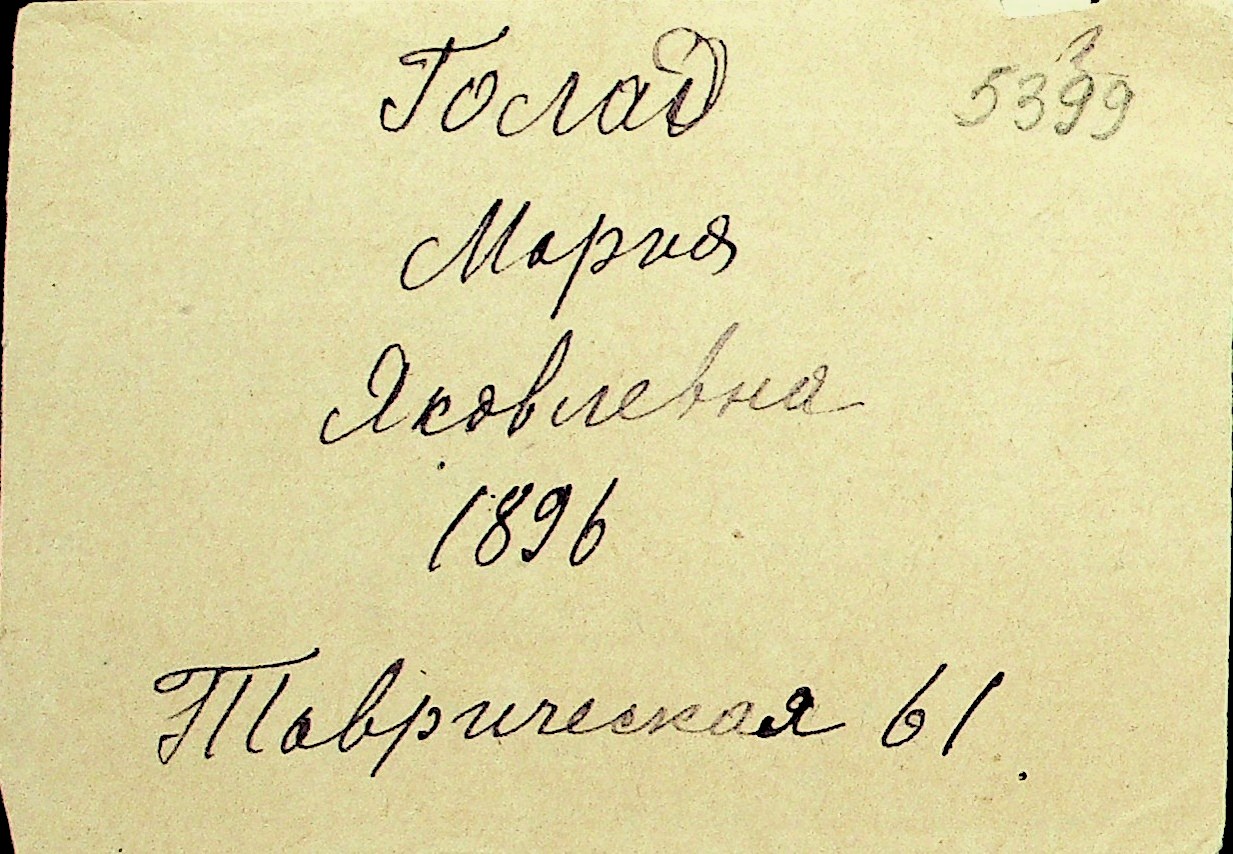 Голад
5399
Мария
Яковлевна
1896
Таврическая 61.